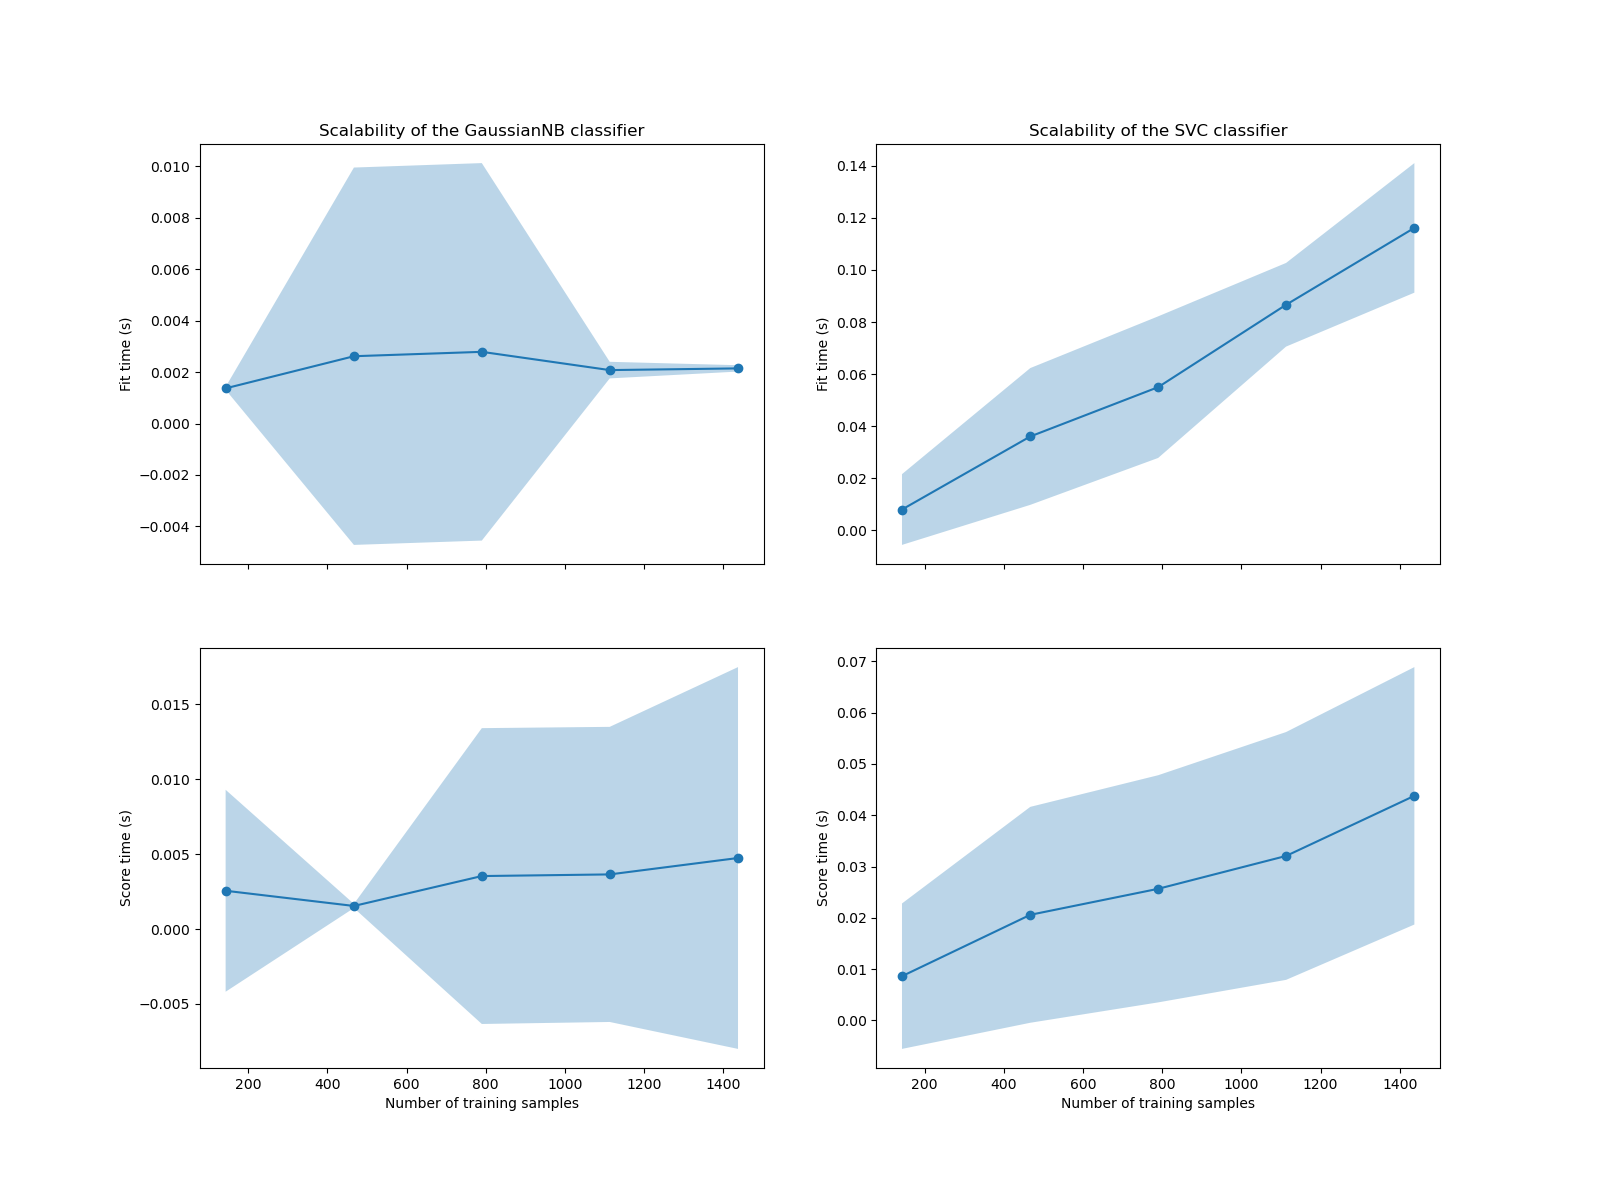 Scalability of the GaussianNB classifier
0.010
0.008
0.006
0.004
0.002
0.000
−0.002
−0.004
Fit time (s)
Scalability of the SVC classifier
0.14
0.12
0.10
0.08
0.06
0.04
0.02
0.00
Fit time (s)
0.015
0.010
0.005
0.000
−0.005
Score time (s)
200 400 600 800 1000 1200 1400
Number of training samples
0.07
0.06
0.05
0.04
0.03
0.02
0.01
0.00
Score time (s)
200 400 600 800 1000 1200 1400
Number of training samples